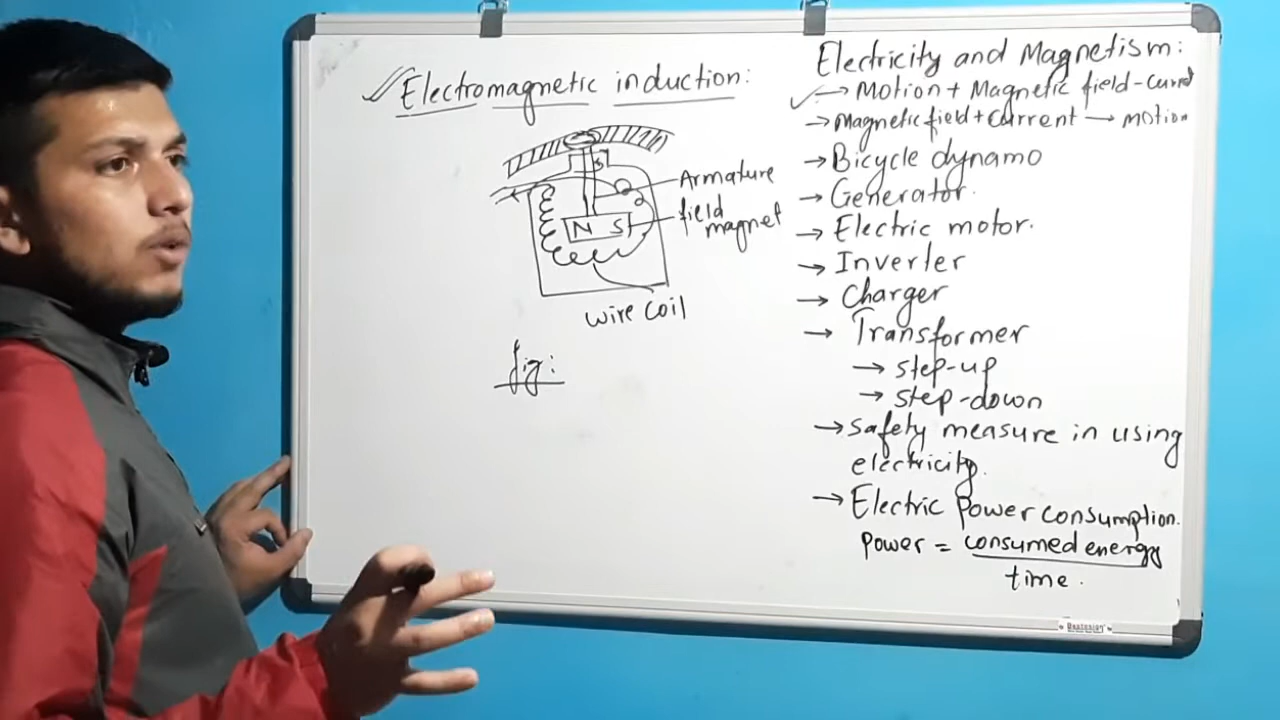 Electromagnetic induction:
Armature
field
magnet
N S
wire coil
fig:
Electricity and Magnetism:
→ Motion + Magnetic field - current
→ Magnetic field + current → motion
→ Bicycle dynamo
→ Generator.
→ Electric motor.
→ Inverter
→ Charger
→ Transformer
→ step-up
→ step-down
→ safety measure in using
electricity.
→ Electric Power consumption.
Power = consumed energy
time.